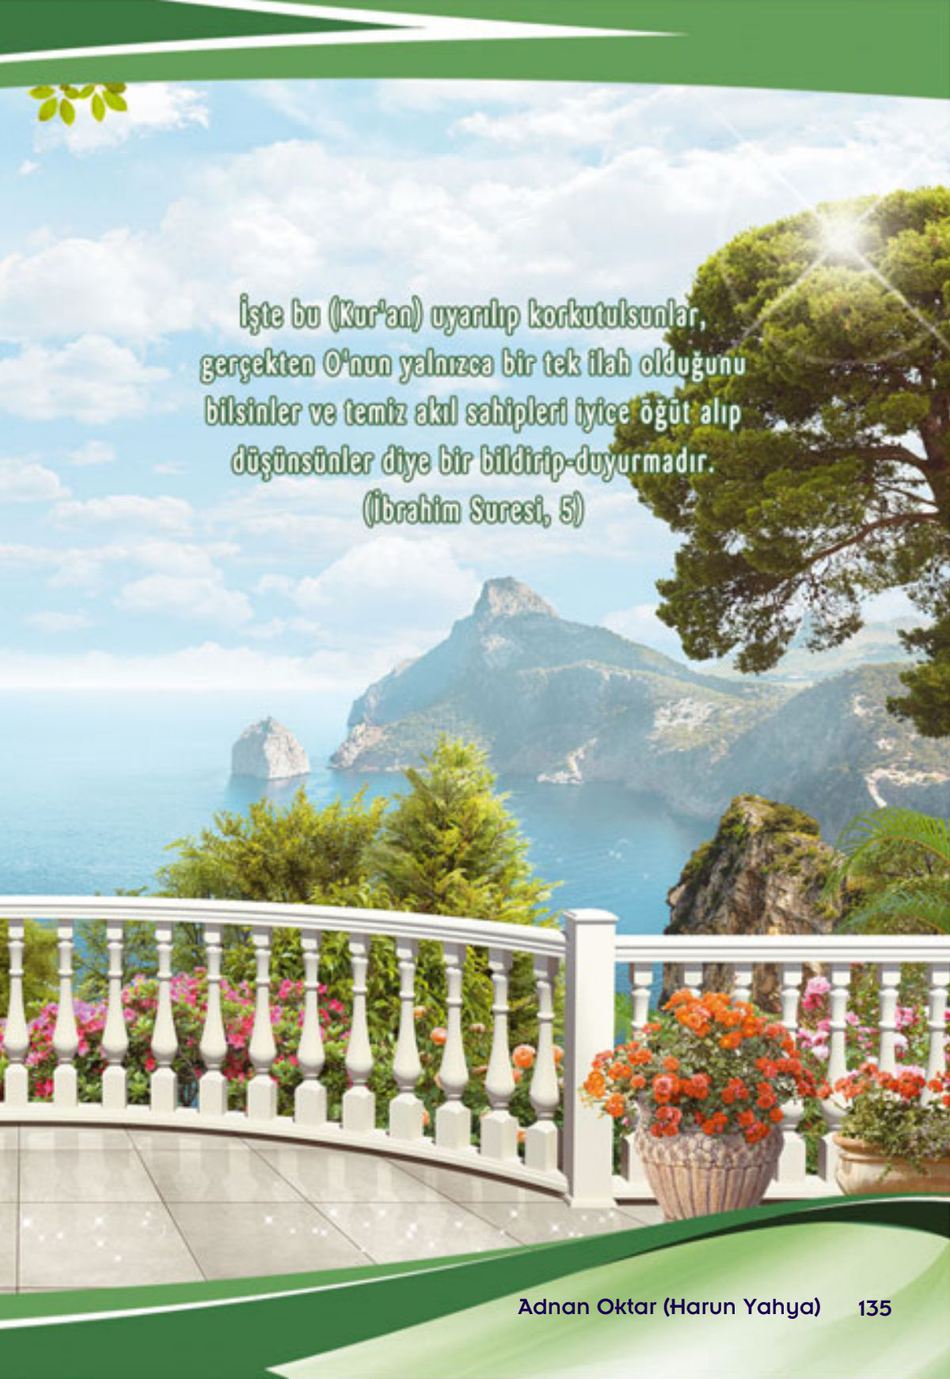 İşte bu (Kur'an) uyarılıp korkutulsunlar,
gerçekten O'nun yalnızca bir tek ilah olduğunu
bilsinler ve temiz akıl sahipleri iyice öğüt alıp
düşünsünler diye bir bildirip-duyurmadır.
(İbrahim Suresi, 5)
Adnan Oktar (Harun Yahya) 135